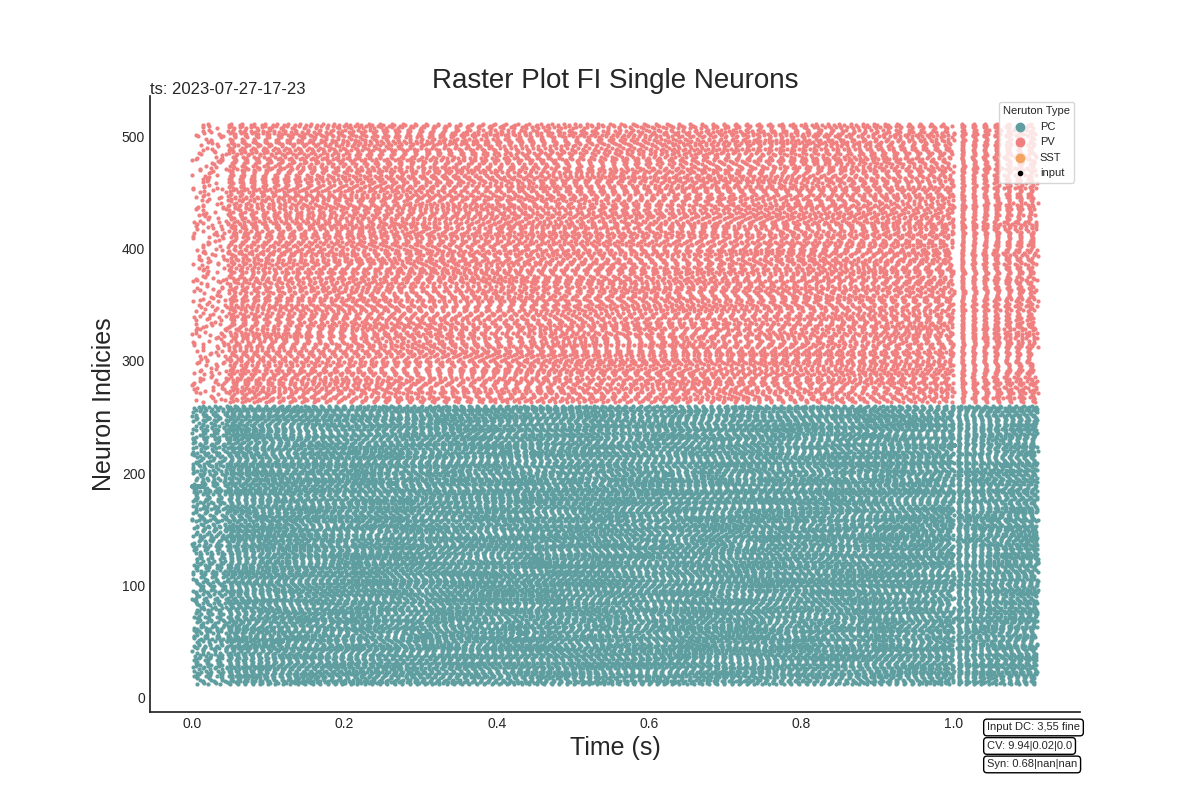 Raster Plot FI Single Neurons
ts: 2023-07-27-17-23
Neruton Type
PC
PV
SST
input
Neuron Indicies
500
400
300
200
100
0
0.0 0.2 0.4 0.6 0.8 1.0
Time (s)
Input DC: 3,55 fine
CV: 9.94|0.02|0.0
Syn: 0.68|nan|nan